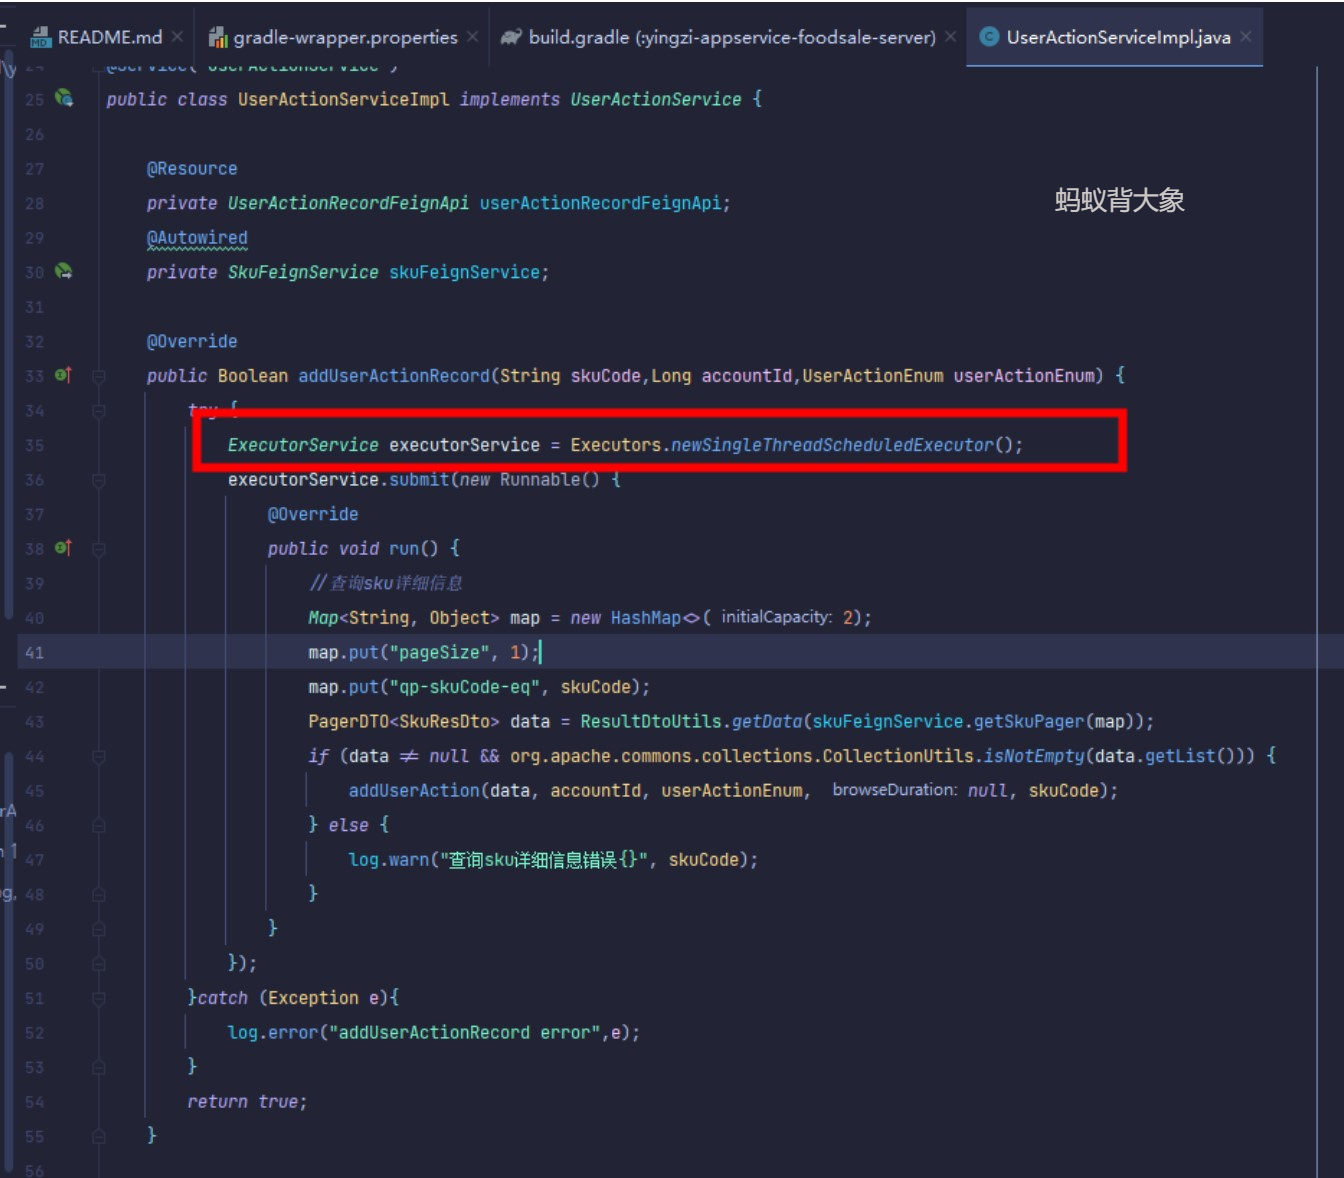 README.md
gradle-wrapper.properties
build.gradle (:yingzi-appservice-foodsale-server)
UserActionServiceImpl.java
24 @Service("userActionService")
25 public class UserActionServiceImpl implements UserActionService {
蚂蚁背大象
26
27 @Resource
28 private UserActionRecordFeignApi userActionRecordFeignApi;
29 @Autowired
30 private SkuFeignService skuFeignService;
31
32 @Override
33 public Boolean addUserActionRecord(String skuCode,Long accountId,UserActionEnum userActionEnum) {
34 try {
35 ExecutorService executorService = Executors.newSingleThreadScheduledExecutor();
36 executorService.submit(new Runnable() {
37 @Override
38 public void run() {
39 //查询sku详细信息
40 Map<String, Object> map = new HashMap<>( initialCapacity: 2);
41 map.put("pageSize", 1);
42 map.put("qp-skuCode-eq", skuCode);
43 PagerDTO<SkuResDto> data = ResultDtoUtils.getData(skuFeignService.getSkuPager(map));
44 if (data != null && org.apache.commons.collections.CollectionUtils.isNotEmpty(data.getList())) {
45 addUserAction(data, accountId, userActionEnum, browseDuration: null, skuCode);
46 } else {
47 log.warn("查询sku详细信息错误{}", skuCode);
48 }
49 }
50 });
51 }catch (Exception e){
52 log.error("addUserActionRecord error",e);
53 }
54 return true;
55 }
56